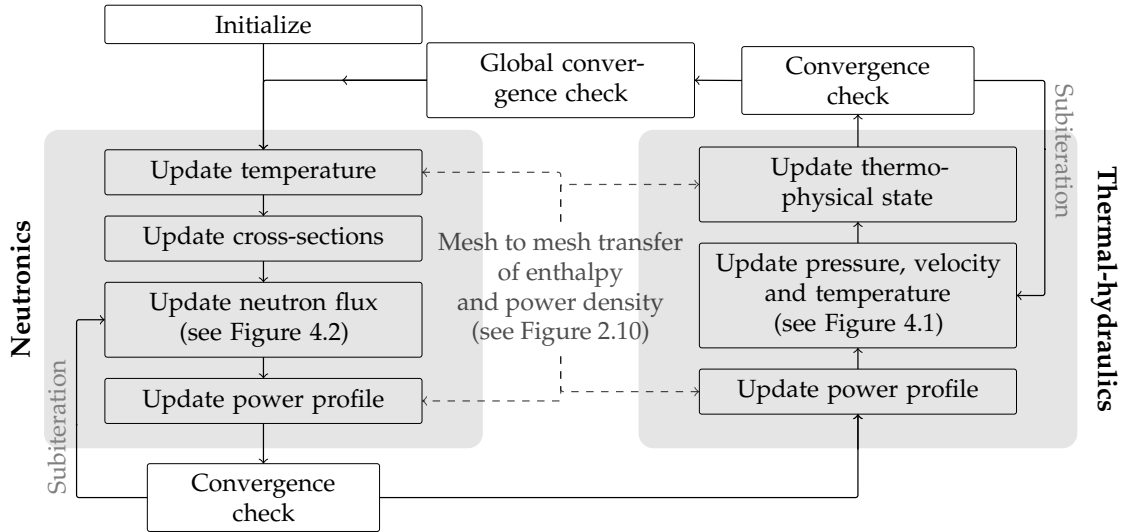 Initialize
Global conver-
gence check
Convergence
check
Subiteration
Neutronics
Update temperature
Update cross-sections
Update neutron flux
(see Figure 4.2)
Update power profile
Subiteration
Convergence
check
Mesh to mesh transfer
of enthalpy
and power density
(see Figure 2.10)
Update thermo-
physical state
Update pressure, velocity
and temperature
(see Figure 4.1)
Update power profile
Thermal-hydraulics